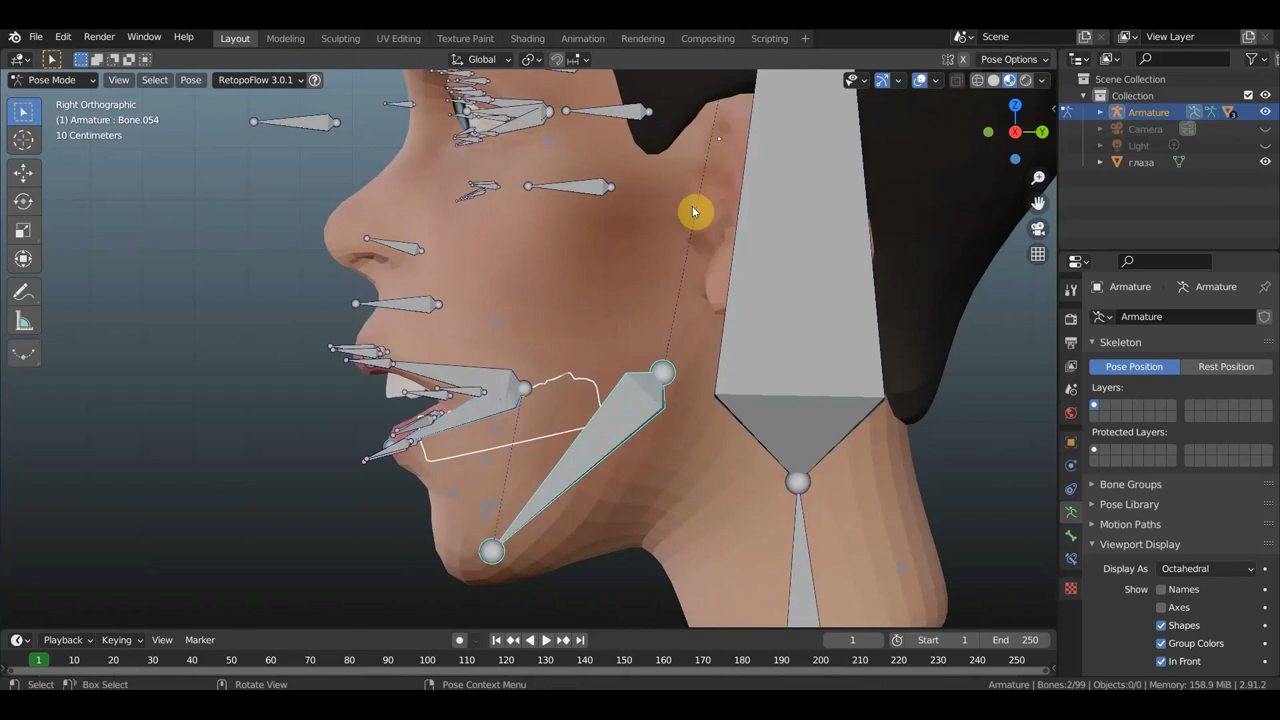 File Edit Render Window Help
Layout Modeling Sculpting UV Editing Texture Paint Shading Animation Rendering Compositing Scripting +
Scene
View Layer
Global
Pose Options
Pose Mode
View Select Pose RetopoFlow 3.0.1
Right Orthographic
(1) Armature : Bone.054
10 Centimeters
Z
X
Y
Scene Collection
Collection
Armature
3
Camera
Light
глаза
Armature
Armature
Armature
Skeleton
Pose Position Rest Position
Layers:
Protected Layers:
Bone Groups
Pose Library
Motion Paths
Viewport Display
Display As Octahedral
Show Names
Axes
Shapes
Group Colors
In Front
Playback Keying View Marker
1
Start 1
End 250
1 10 20 30 40 50 60 70 80 90 100 110 120 130 140 150 160 170 180 190 200 210 220 230 240 250
Select Box Select Rotate View Pose Context Menu
Armature | Bones:2/99 | Objects:0/0 | Memory: 158.9 MiB | 2.91.2